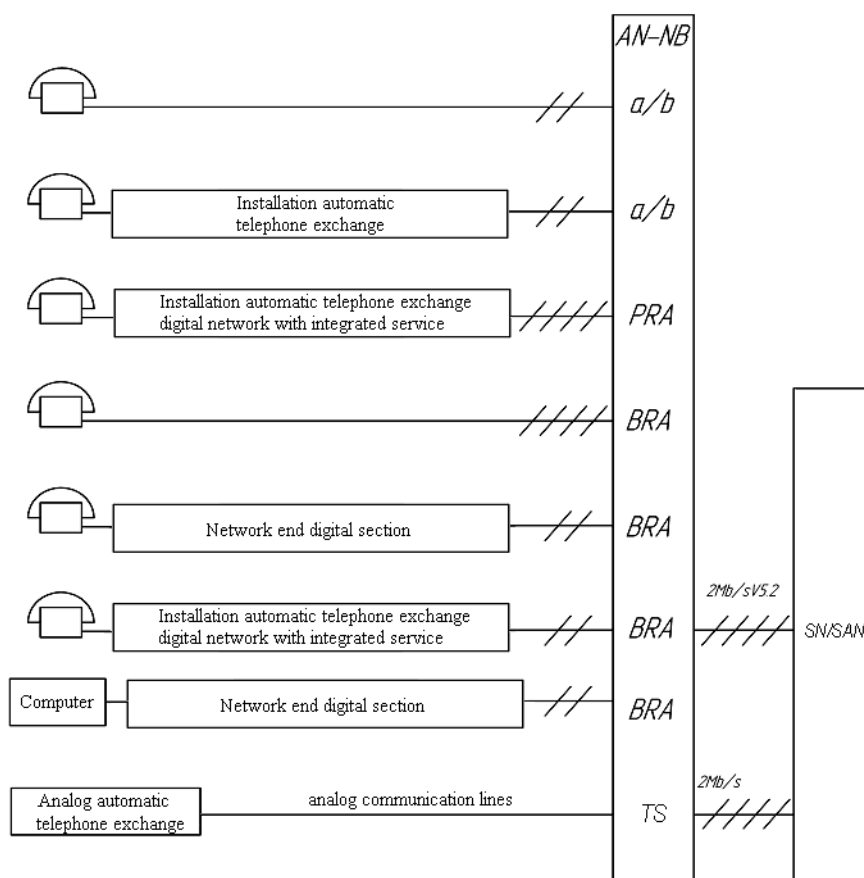 AN-NB
a/b
Installation automatic
telephone exchange
a/b
Installation automatic telephone exchange
digital network with integrated service
PRA
BRA
Network end digital section
BRA
2Mb/sV5.2
Installation automatic telephone exchange
digital network with integrated service
BRA
SN/SAN
Computer
Network end digital section
BRA
2Mb/s
Analog automatic
telephone exchange
analog communication lines
TS